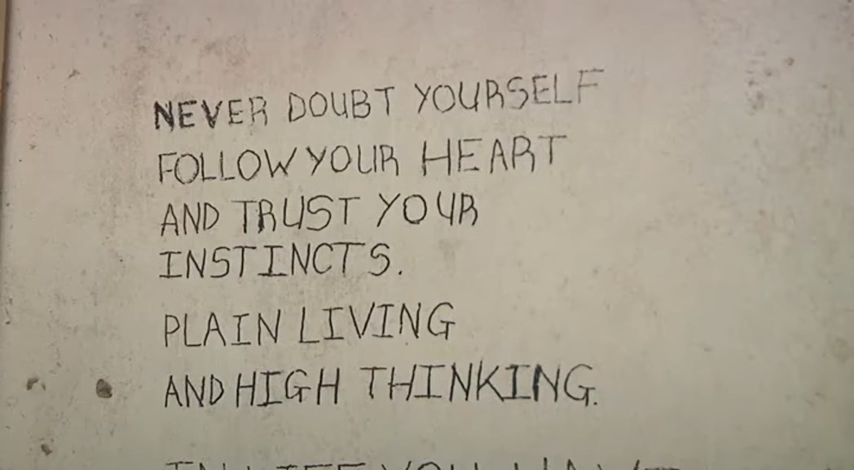 NEVER DOUBT YOURSELF
FOLLOW YOUR HEART
AND TRUST YOUR
INSTINCTS.
PLAIN LIVING
AND HIGH THINKING.